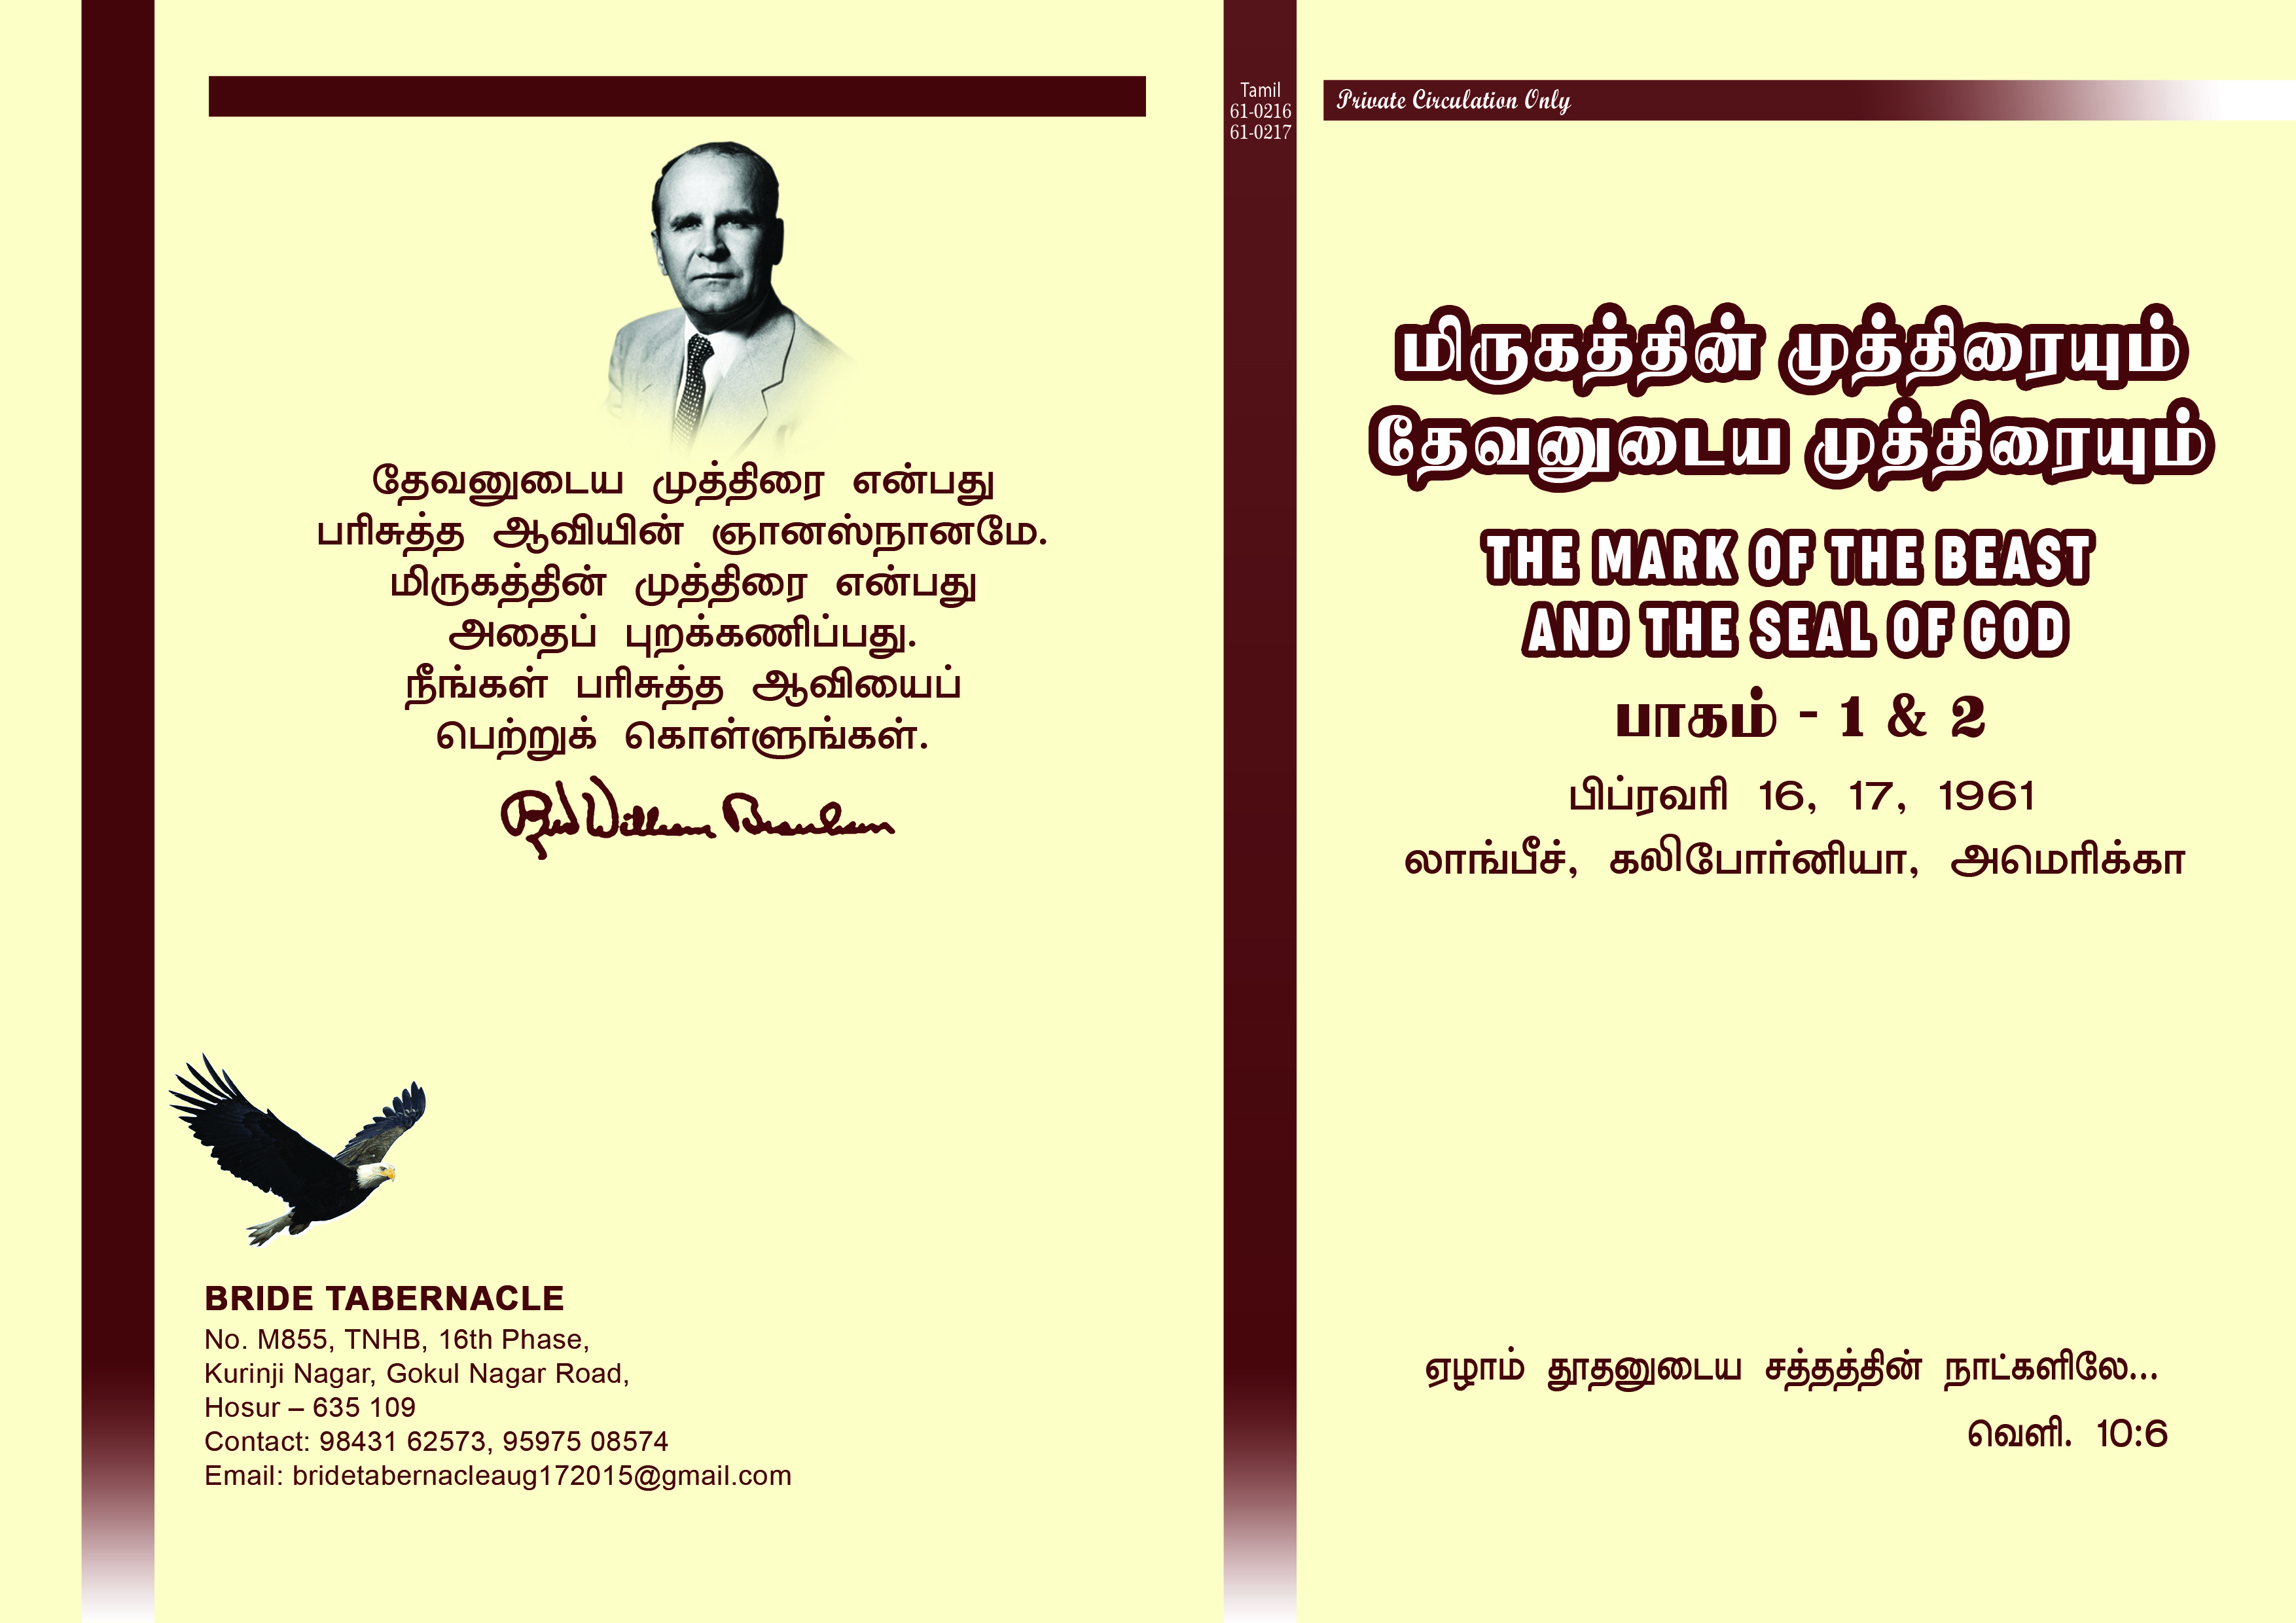 தேவனுடைய முத்திரை என்பது
பரிசுத்த ஆவியின் ஞானஸ்நானமே.
மிருகத்தின் முத்திரை என்பது
அதைப் புறக்கணிப்பது.
நீங்கள் பரிசுத்த ஆவியைப்
பெற்றுக் கொள்ளுங்கள்.
Rev William Branham
BRIDE TABERNACLE
No. M855, TNHB, 16th Phase,
Kurinji Nagar, Gokul Nagar Road,
Hosur – 635 109
Contact: 98431 62573, 95975 08574
Email: bridetabernacleaug172015@gmail.com
Tamil
61-0216
61-0217
Private Circulation Only
மிருகத்தின் முத்திரையும்
தேவனுடைய முத்திரையும்
THE MARK OF THE BEAST
AND THE SEAL OF GOD
பாகம் - 1 & 2
பிப்ரவரி 16, 17, 1961
லாங்பீச், கலிபோர்னியா, அமெரிக்கா
ஏழாம் தூதனுடைய சத்தத்தின் நாட்களிலே...
வெளி. 10:6